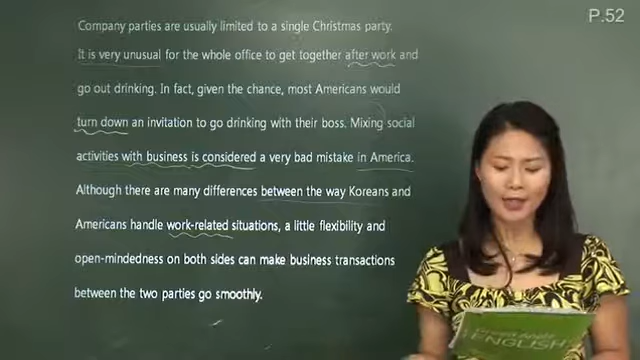 P.52
Company parties are usually limited to a single Christmas party.
It is very unusual for the whole office to get together after work and
go out drinking. In fact, given the chance, most Americans would
turn down an invitation to go drinking with their boss. Mixing social
activities with business is considered a very bad mistake in America.
Although there are many differences between the way Koreans and
Americans handle work-related situations, a little flexibility and
open-mindedness on both sides can make business transactions
between the two parties go smoothly.
ENGLISH